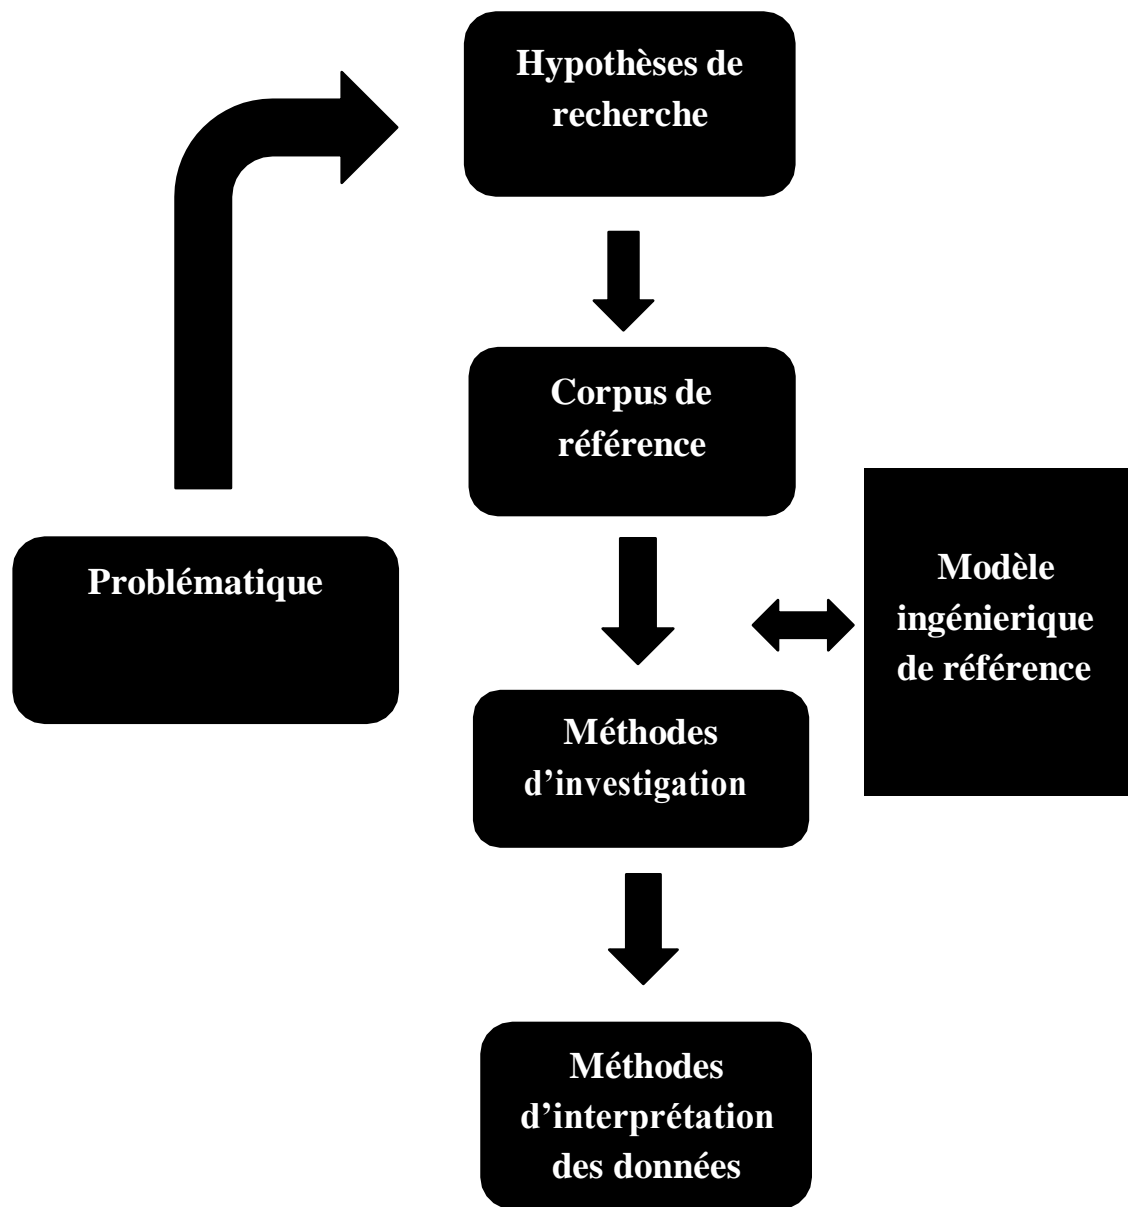 Hypothèses de
recherche
Corpus de
référence
Problématique
Modèle
ingénierique
de référence
Méthodes
d’investigation
Méthodes
d’interprétation
des données